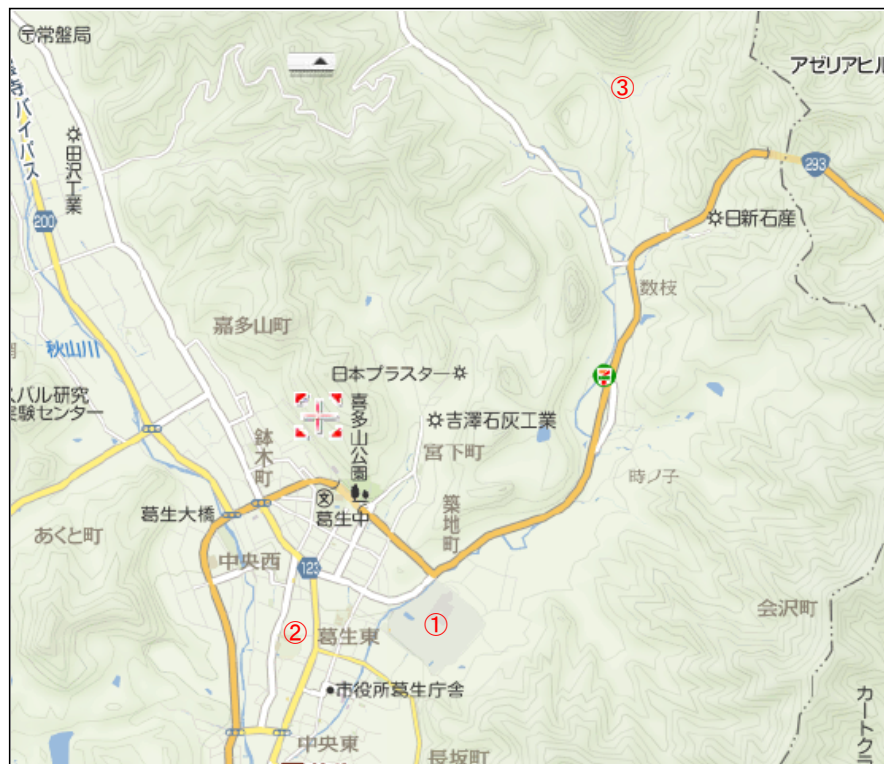 〒常盤局
寺バイパス
田沢工業
200
アゼリアヒル
③
293
日新石産
数枝
嘉多山町
秋山川
日本プラスター
喜多山公園
吉澤石灰工業
スパル研究
実験センター
鉢木町
宮下町
時ノ子
築地町
文
葛生中
葛生大橋
あくと町
中央西
123
会沢町
①
②
葛生東
市役所葛生庁舎
カートクラ
中央東
長坂町